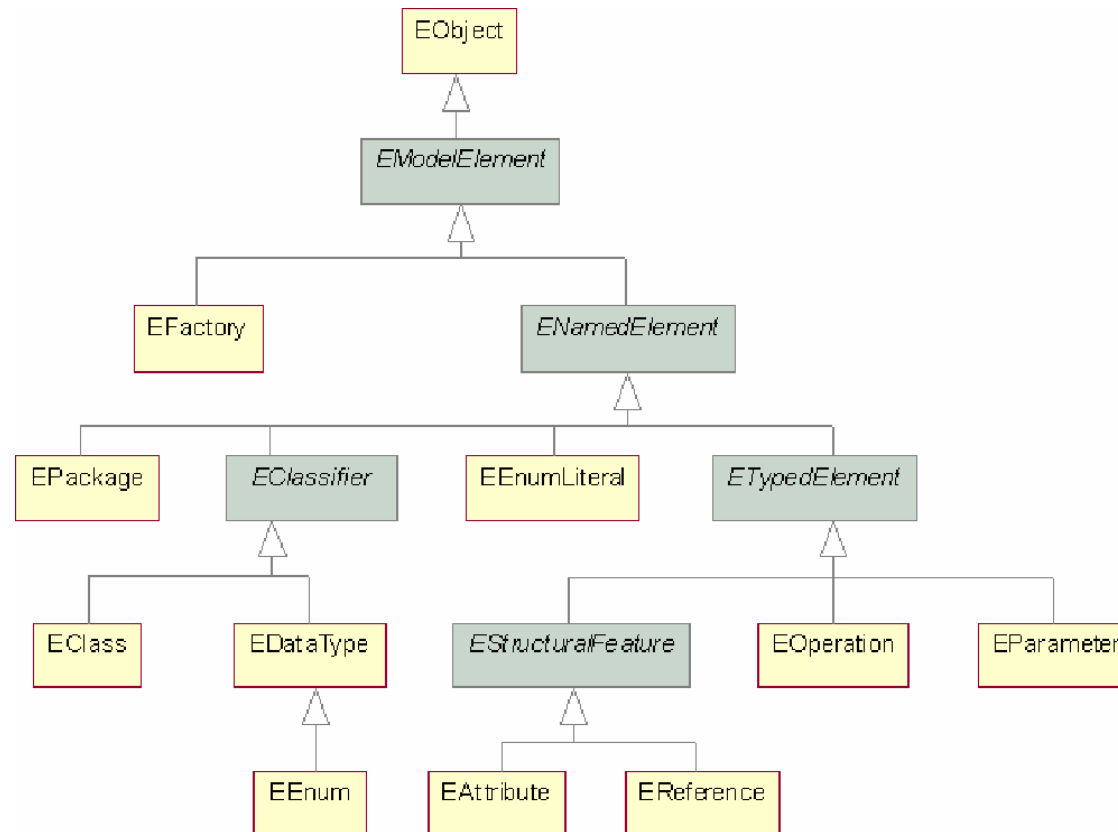 EObject
EModelElement
EFactory
ENamedElement
EPackage
EClassifier
EEnumLiteral
ETypedElement
EClass
EDataType
EStructuralFeature
EOperation
EParameter
EEnum
EAttribute
EReference